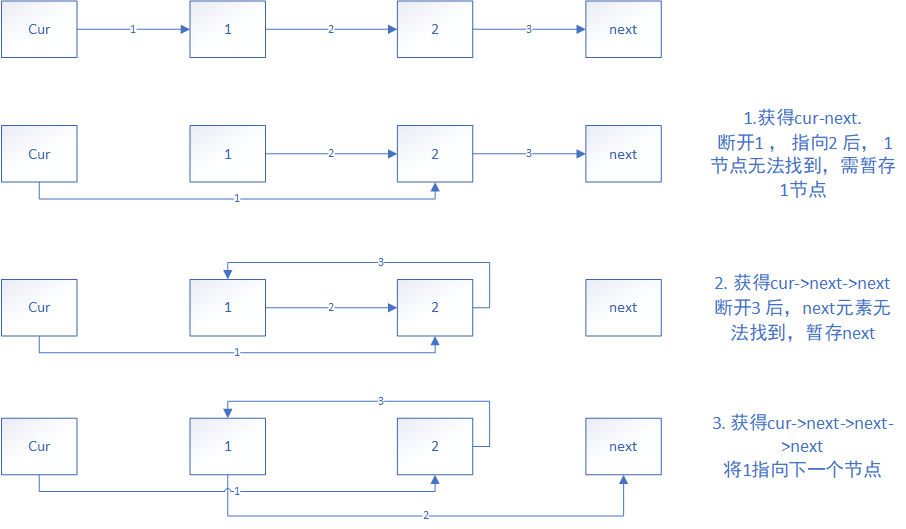 Cur 1 1 2 2 3 next
Cur 1 2 2 3 next
1
1.获得cur-next.
断开1 ， 指向2 后， 1
节点无法找到，需暂存
1节点
3
Cur 1 2 2 next
1
2. 获得cur->next->next
断开3 后，next元素无
法找到，暂存next
3
Cur 1 2 next
1
2
3. 获得cur->next->next-
>next
将1指向下一个节点